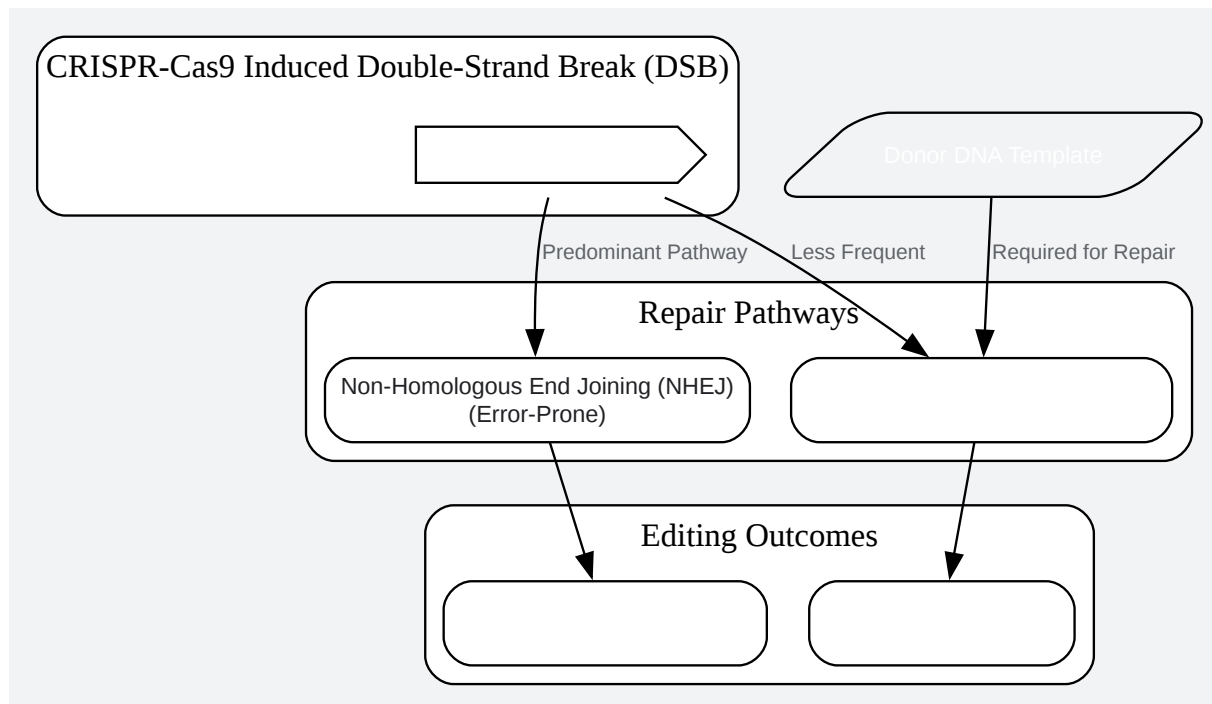 CRISPR-Cas9 Induced Double-Strand Break (DSB)
Donor DNA Template
Predominant Pathway
Less Frequent
Required for Repair
Repair Pathways
Non-Homologous End Joining (NHEJ)
(Error-Prone)
Editing Outcomes